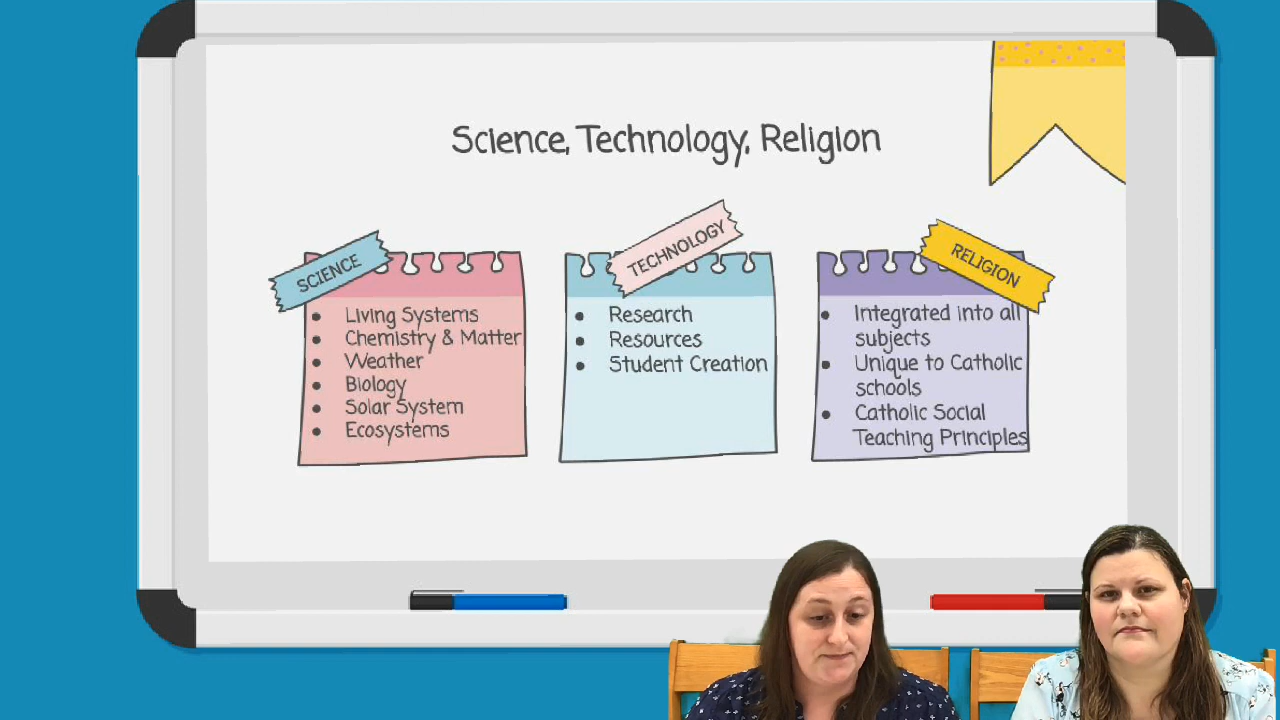 Science, Technology, Religion
SCIENCE
• Living Systems
• Chemistry & Matter
• Weather
• Biology
• Solar System
• Ecosystems
TECHNOLOGY
• Research
• Resources
• Student Creation
RELIGION
• Integrated into all
subjects
• Unique to Catholic
schools
• Catholic Social
Teaching Principles